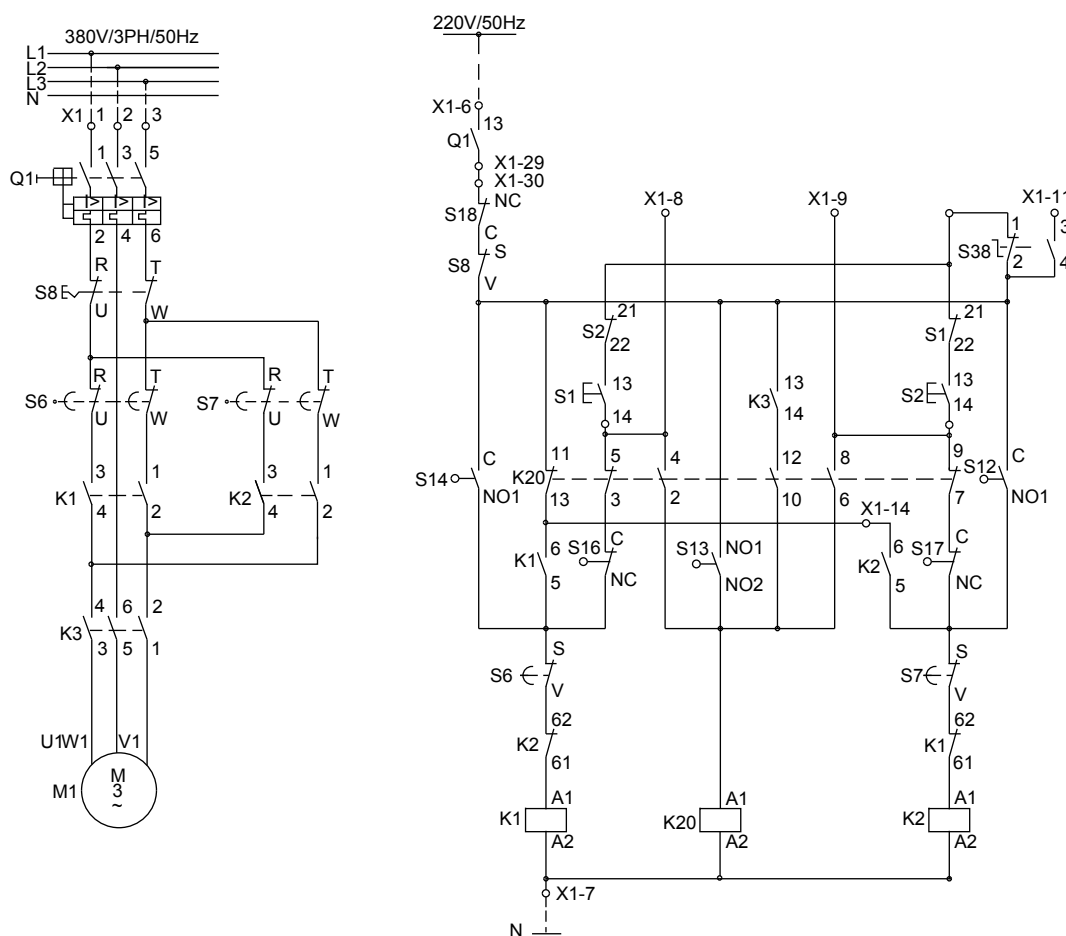 380V/3PH/50Hz
220V/50Hz
L1
L2
L3
N
X1 1 2 3
1 3 5
Q1
I> I> I>
2 4 6
R T
S8
U W
R T R T
S6 S7
U W U W
3 1 3 1
K1 K2
4 2 4 2
4 6 2
K3
3 5 1
U1W1 V1
M1
M
3
~
X1-6
13
Q1
X1-29
X1-30
NC
S18
C
S
S8
V
X1-8 X1-9 X1-11
1 3
S38
2 4
21 21
S2 S1
22 22
13 13 13
S1 K3 S2
14 14 14
C 11 5 4 12 8 9 C
S14 K20 S12
NO1 13 3 2 10 6 7 NO1
X1-14
6 C NO1 6 C
K1 S16 S13 K2 S17
5 NC NO2 5 NC
S S
S6 S7
V V
62 62
K2 K1
61 61
A1 A1 A1
K1 K20 K2
A2 A2 A2
X1-7
N